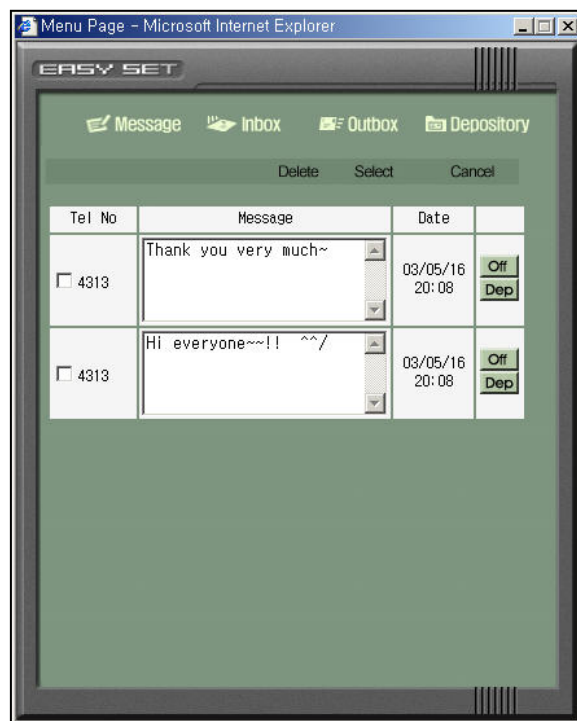 Menu Page - Microsoft Internet Explorer
EASY SET
Message Inbox Outbox Depository
Delete Select Cancel
Tel No Message Date
4313 Thank you very much~ 03/05/16 20:08 Off Dep
4313 Hi everyone~~!! ^^/ 03/05/16 20:08 Off Dep